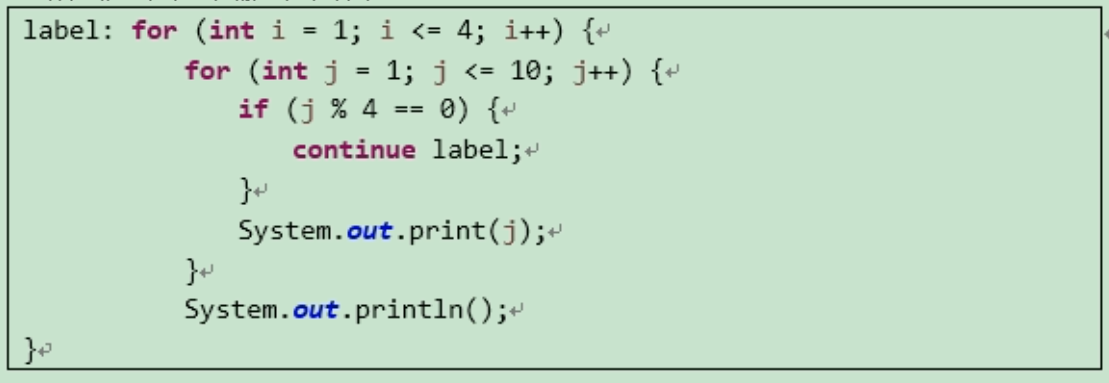 label: for (int i = 1; i <= 4; i++) {↵
for (int j = 1; j <= 10; j++) {↵
if (j % 4 == 0) {↵
continue label;↵
}↵
System.out.print(j);↵
}↵
System.out.println();↵
}↵